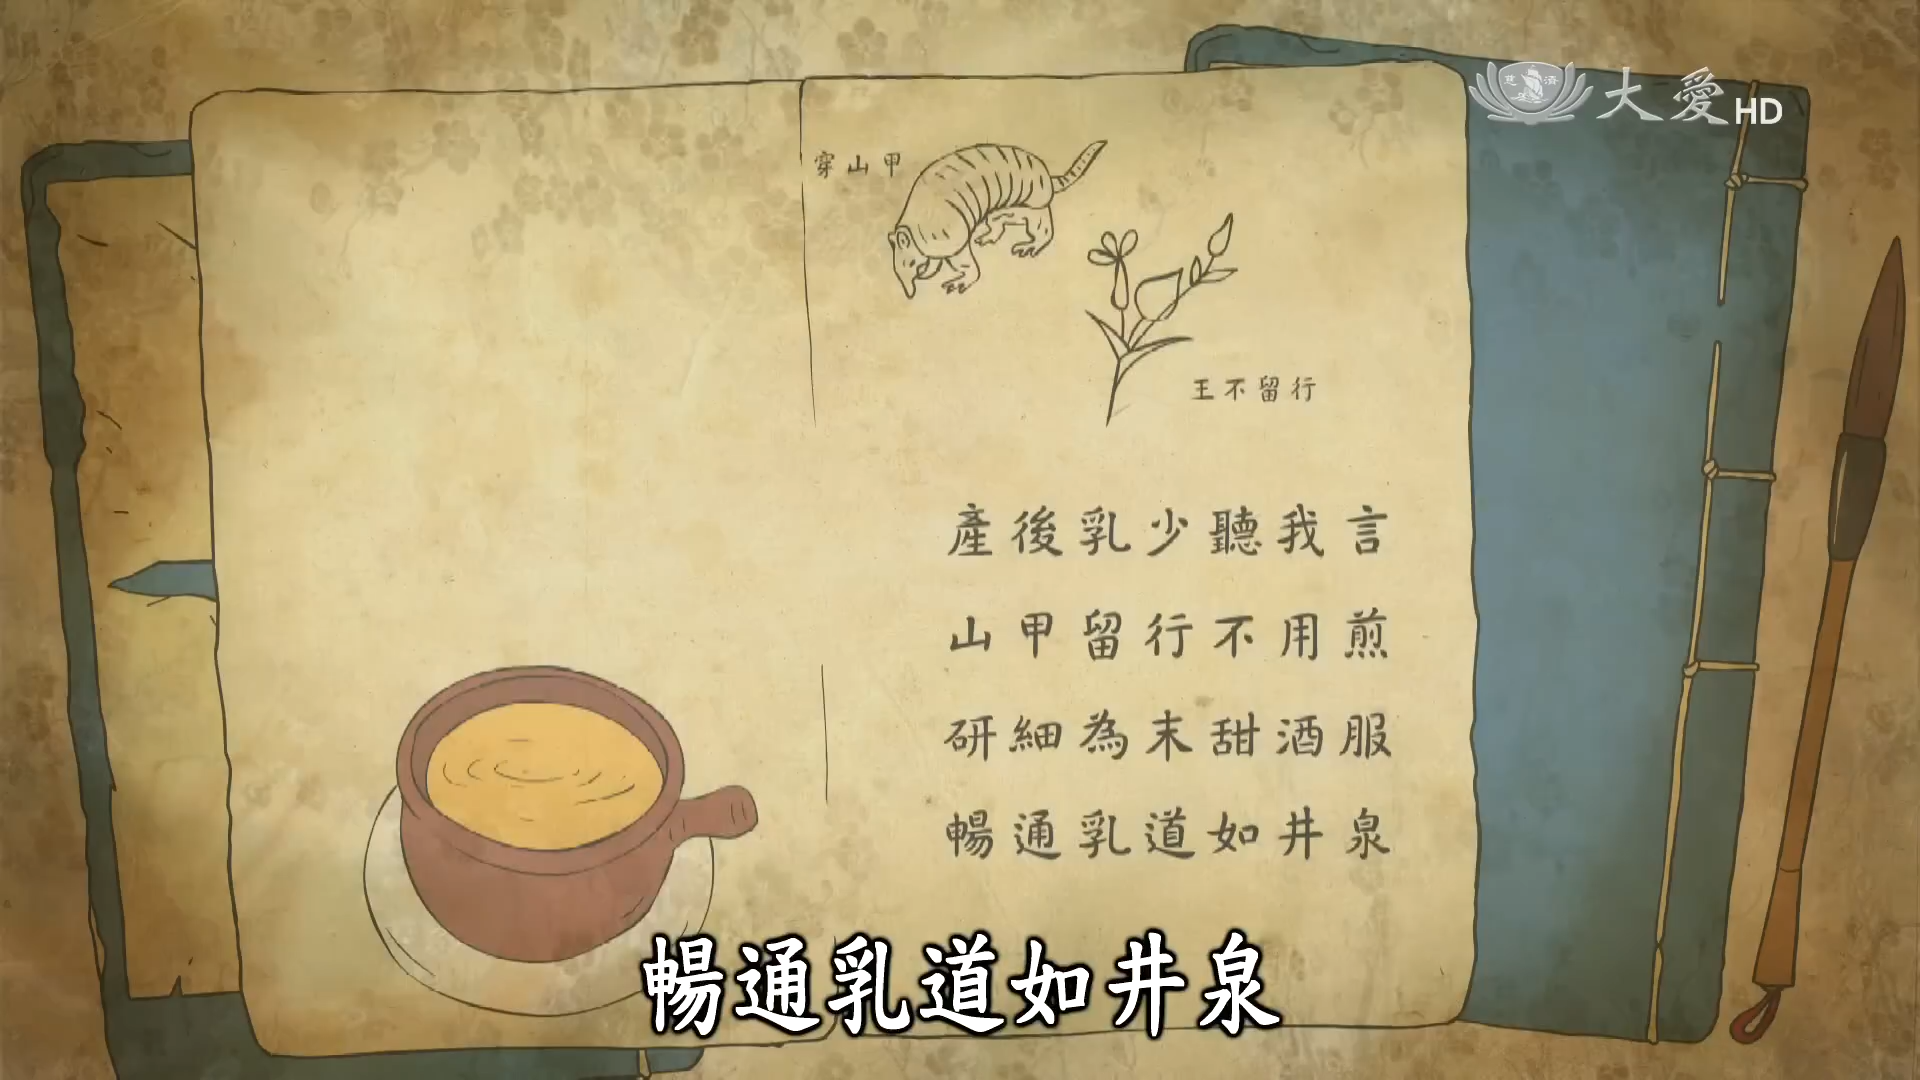 大愛HD
穿山甲
王不留行
產後乳少聽我言
山甲留行不用煎
研細為末甜酒服
暢通乳道如井泉
暢通乳道如井泉